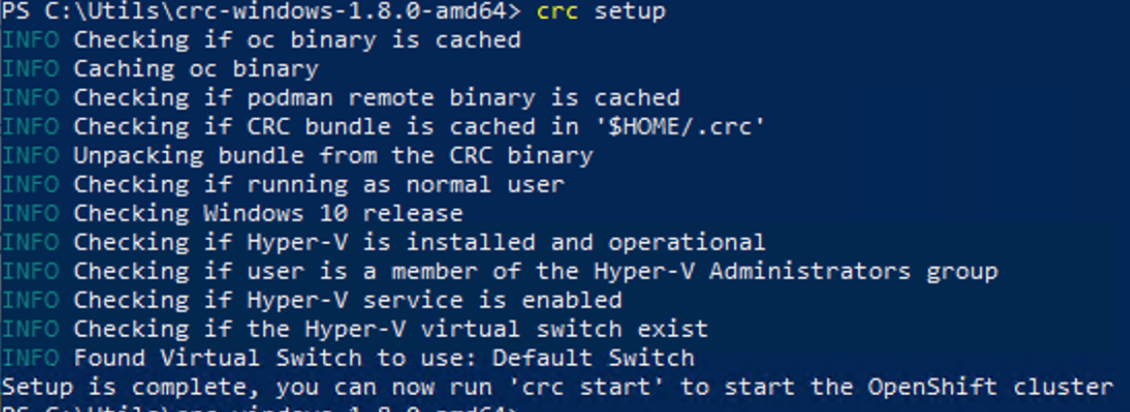 PS C:\Utils\crc-windows-1.8.0-amd64> crc setup
INFO Checking if oc binary is cached
INFO Caching oc binary
INFO Checking if podman remote binary is cached
INFO Checking if CRC bundle is cached in '$HOME/.crc'
INFO Unpacking bundle from the CRC binary
INFO Checking if running as normal user
INFO Checking Windows 10 release
INFO Checking if Hyper-V is installed and operational
INFO Checking if user is a member of the Hyper-V Administrators group
INFO Checking if Hyper-V service is enabled
INFO Checking if the Hyper-V virtual switch exist
INFO Found Virtual Switch to use: Default Switch
Setup is complete, you can now run 'crc start' to start the OpenShift cluster
PS C:\Utils\crc-windows-1.8.0-amd64>